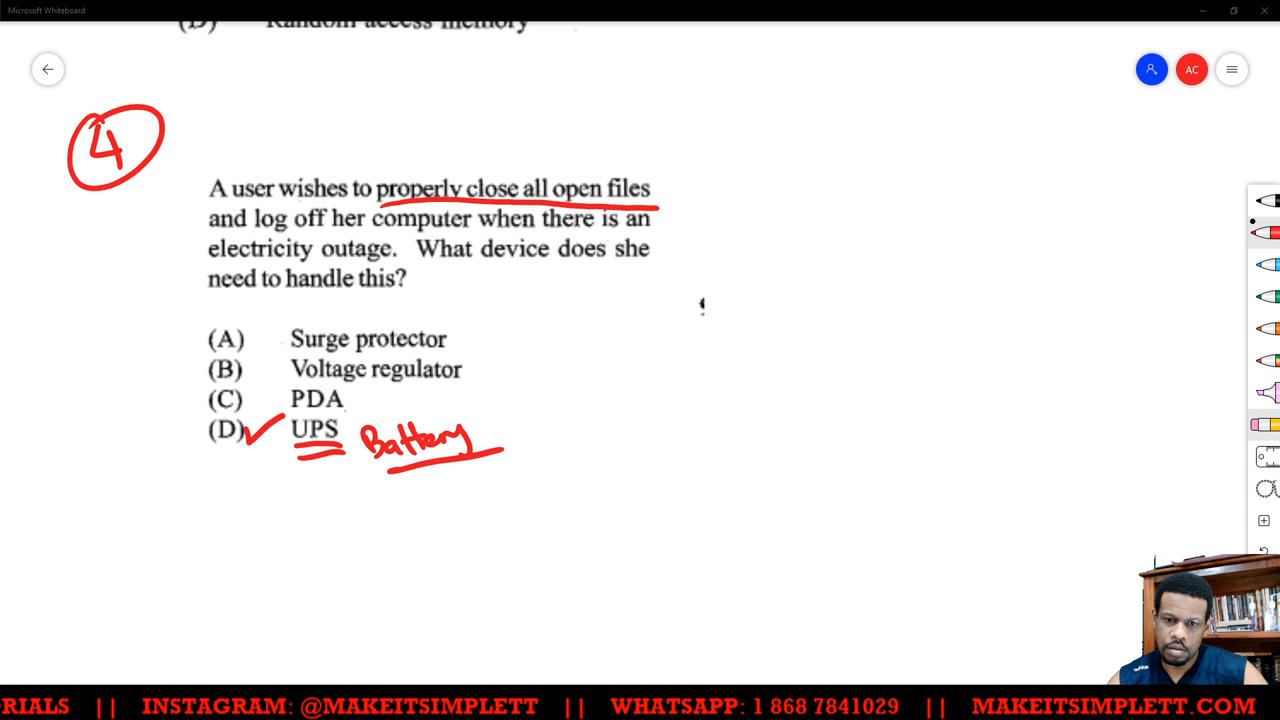 Microsoft Whiteboard
(D) Random access memory
AC
4
A user wishes to properly close all open files
and log off her computer when there is an
electricity outage. What device does she
need to handle this?
(A) Surge protector
(B) Voltage regulator
(C) PDA
(D) UPS Battery
RIALS || INSTAGRAM: @MAKEITSIMPLETT || WHATSAPP: 1 868 7841029 || MAKEITSIMPLETT.COM